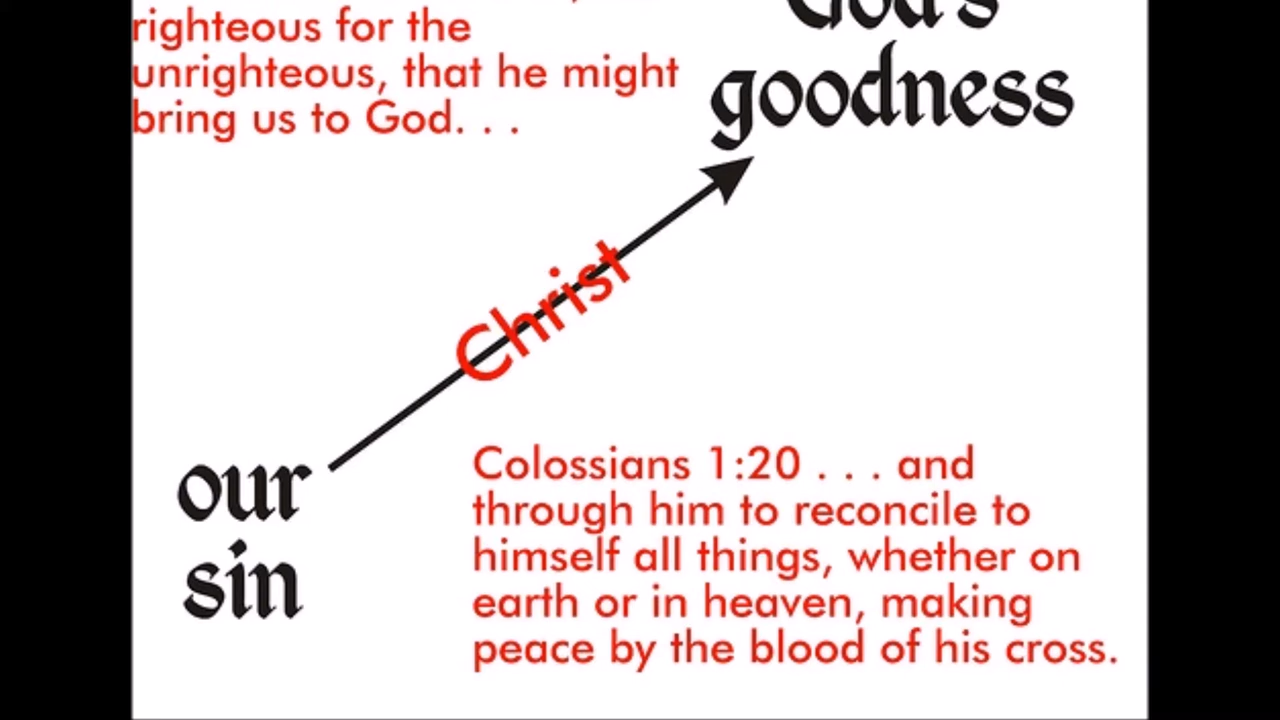 righteous for the
unrighteous, that he might
bring us to God. . .
God's
goodness
Christ
our
sin
Colossians 1:20 . . . and
through him to reconcile to
himself all things, whether on
earth or in heaven, making
peace by the blood of his cross.